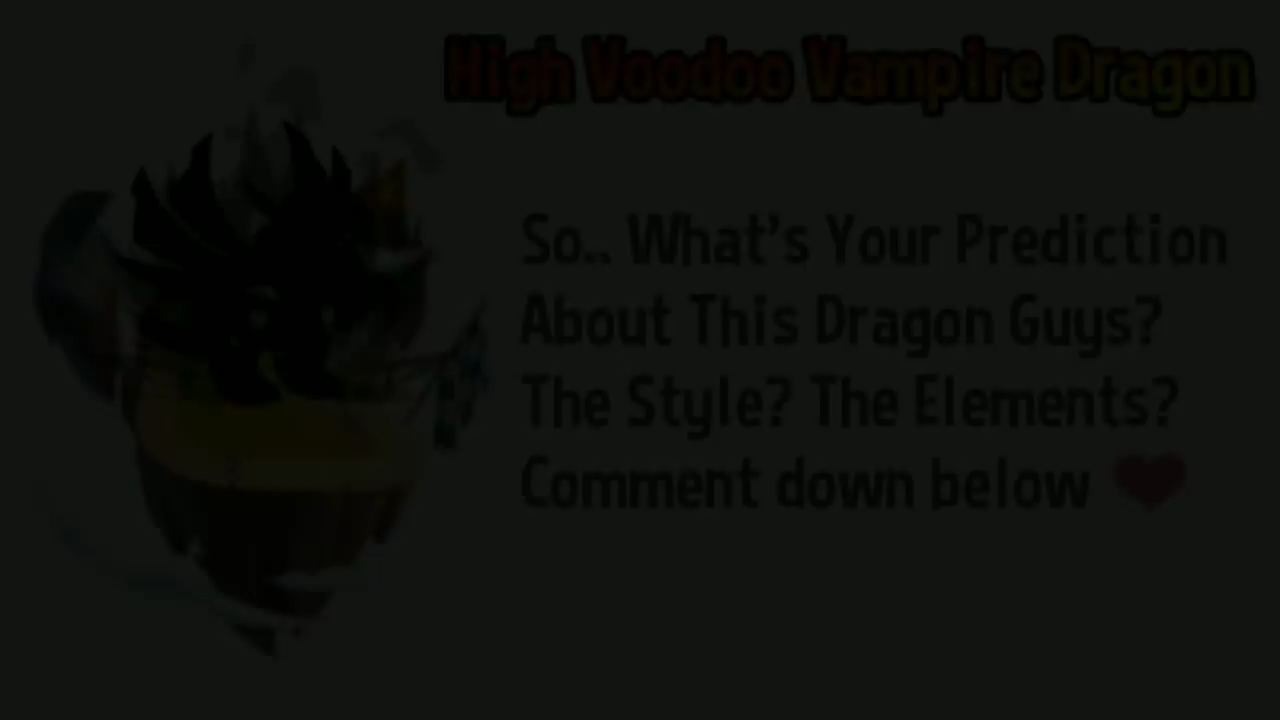 High Voodoo Vampire Dragon
So.. What's Your Prediction
About This Dragon Guys?
The Style? The Elements?
Comment down below ❤